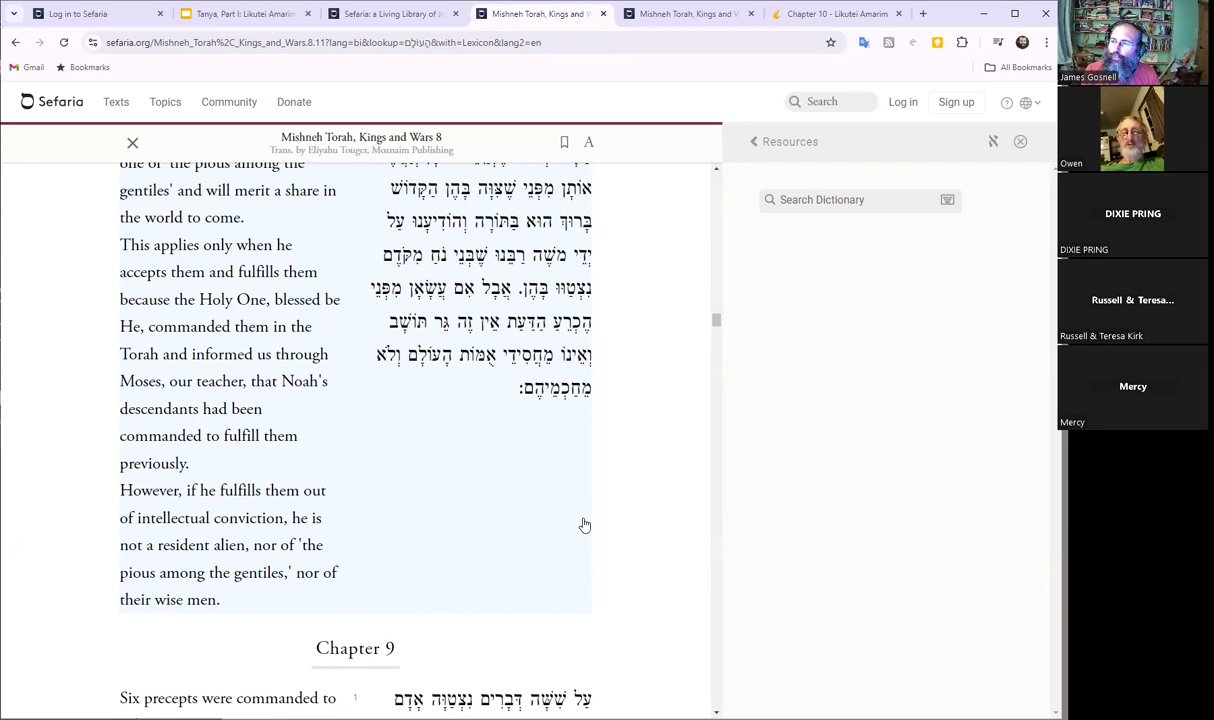 Log in to Sefaria
Tanya, Part I; Likutei Amarim
Sefaria: a Living Library of Je
Mishneh Torah, Kings and W
Mishneh Torah, Kings and W
Chapter 10 - Likutei Amarim
sefaria.org/Mishneh_Torah%2C_Kings_and_Wars.8.11?lang=bi&lookup=הָעוֹלָם&with=Lexicon&lang2=en
Gmail
Bookmarks
All Bookmarks
Sefaria
Texts
Topics
Community
Donate
Search
Log in
Sign up
Mishneh Torah, Kings and Wars 8
Trans. by Eliyahu Touger, Moznaim Publishing
A
Resources
Search Dictionary
one of 'the pious among the
gentiles' and will merit a share in
the world to come.
This applies only when he
accepts them and fulfills them
because the Holy One, blessed be
He, commanded them in the
Torah and informed us through
Moses, our teacher, that Noah's
descendants had been
commanded to fulfill them
previously.
However, if he fulfills them out
of intellectual conviction, he is
not a resident alien, nor of 'the
pious among the gentiles,' nor of
their wise men.
אוֹתָן מִפְּנֵי שֶׁצִּוָּה בָּהֶן הַקָּדוֹשׁ
בָּרוּךְ הוּא בַּתּוֹרָה וְהוֹדִיעָנוּ עַל
יְדֵי משֶׁה רַבֵּנוּ שֶׁבְּנֵי נֹחַ מִקֹּדֶם
נִצְטַוּוּ בָּהֶן. אֲבָל אִם עֲשָׂאָן מִפְּנֵי
הֶכְרֵעַ הַדַּעַת אֵין זֶה גֵּר תּוֹשָׁב
וְאֵינוֹ מֵחֲסִידֵי אֻמּוֹת הָעוֹלָם וְלֹא
מֵחַכְמֵיהֶם:
Chapter 9
Six precepts were commanded to
1
עַל שִׁשָּׁה דְּבָרִים נִצְטַוָּה אָדָם
James Gosnell
Owen
DIXIE PRING
DIXIE PRING
Russell & Teresa...
Russell & Teresa Kirk
Mercy
Mercy